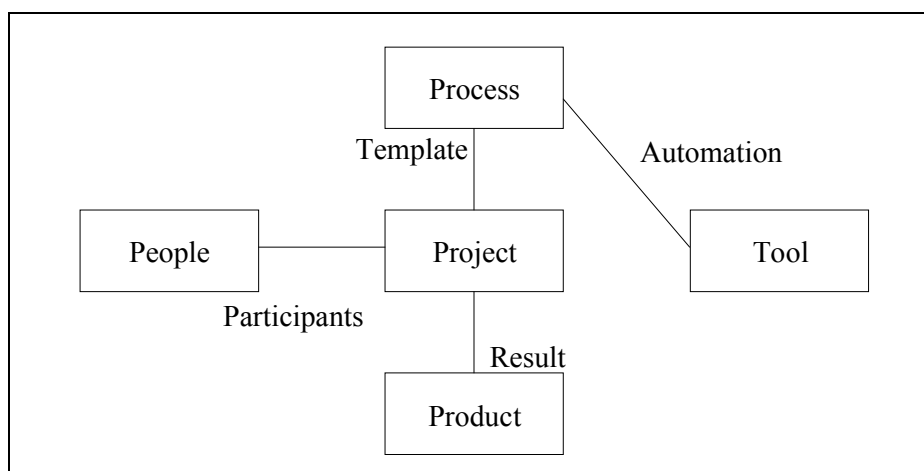 Process
Template
Automation
People
Project
Tool
Participants
Result
Product